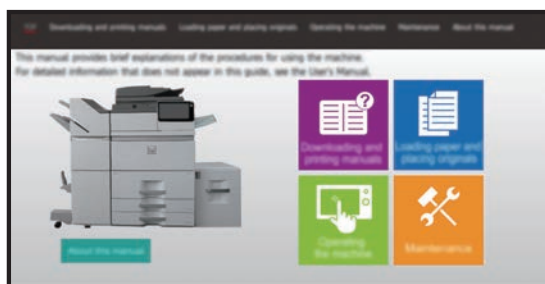 TOP Downloading and printing manuals Loading paper and placing originals Operating the machine Maintenance About this manual
This manual provides brief explanations of the procedures for using the machine.
For detailed information that does not appear in this guide, see the User's Manual.
?
Downloading and
printing manuals
Loading paper and
placing originals
Operating
the machine
Maintenance
About this manual